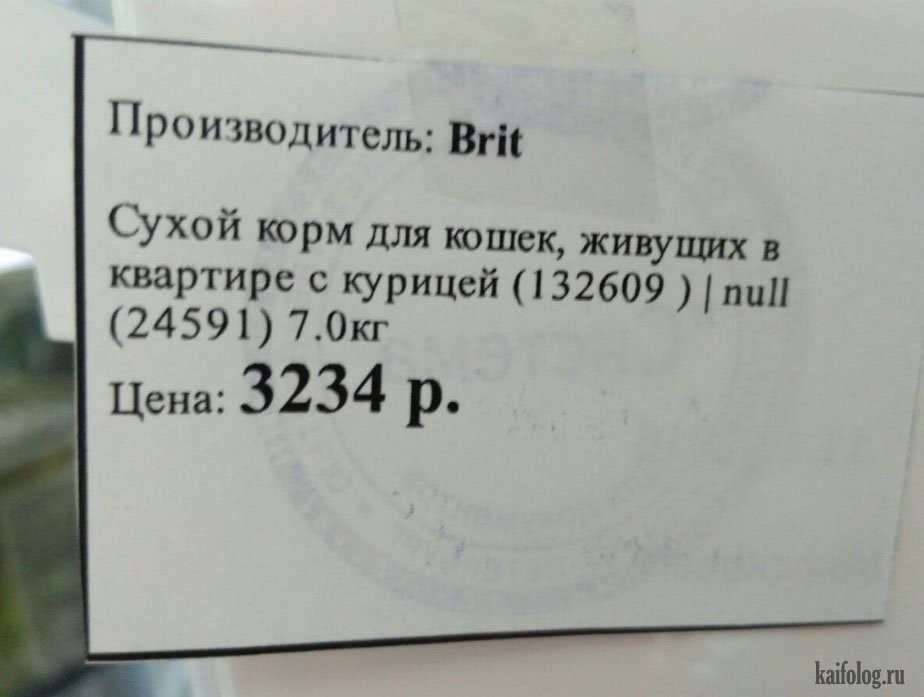 Производитель: Brit
Сухой корм для кошек, живущих в
квартире с курицей (132609 ) | null
(24591) 7.0кг
Цена: 3234 р.
kaifolog.ru